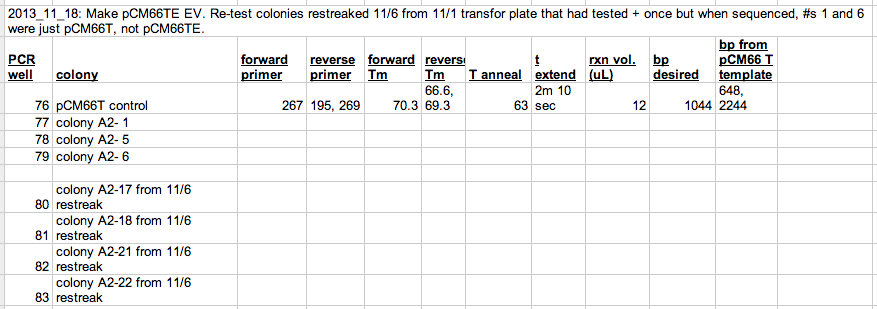 2013_11_18: Make pCM66TE EV. Re-test colonies restreaked 11/6 from 11/1 transfor plate that had tested + once but when sequenced, #s 1 and 6
were just pCM66T, not pCM66TE.
bp from
PCR forward reverse forward revers t rxn vol. bp pCM66 T
well colony primer primer Tm Tm T anneal extend (uL) desired template
66.6, 2m 10 648,
76 pCM66T control 267 195, 269 70.3 69.3 63 sec 12 1044 2244
77 colony A2- 1
78 colony A2- 5
79 colony A2- 6
colony A2-17 from 11/6
80 restreak
colony A2-18 from 11/6
81 restreak
colony A2-21 from 11/6
82 restreak
colony A2-22 from 11/6
83 restreak